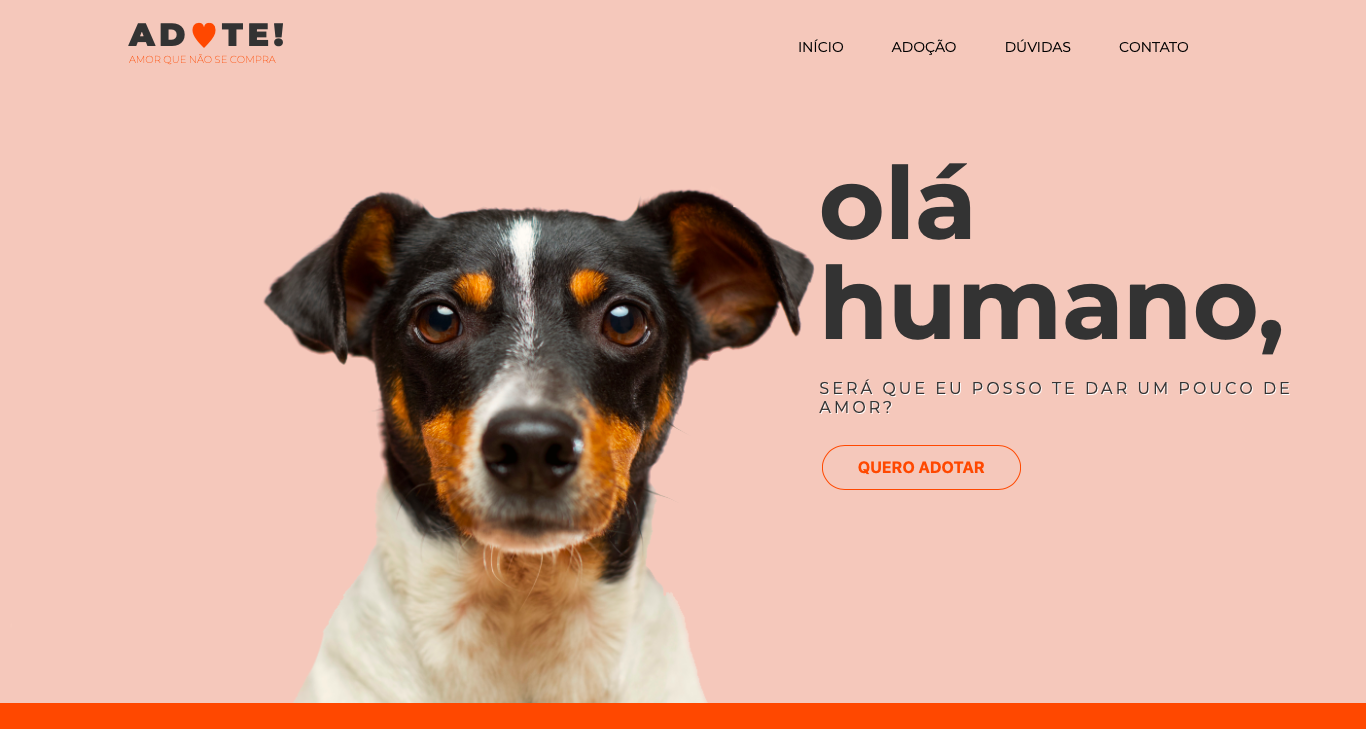 AD♥TE!
AMOR QUE NÃO SE COMPRA
INÍCIO ADOÇÃO DÚVIDAS CONTATO
olá
humano,
SERÁ QUE EU POSSO TE DAR UM POUCO DE
AMOR?
QUERO ADOTAR